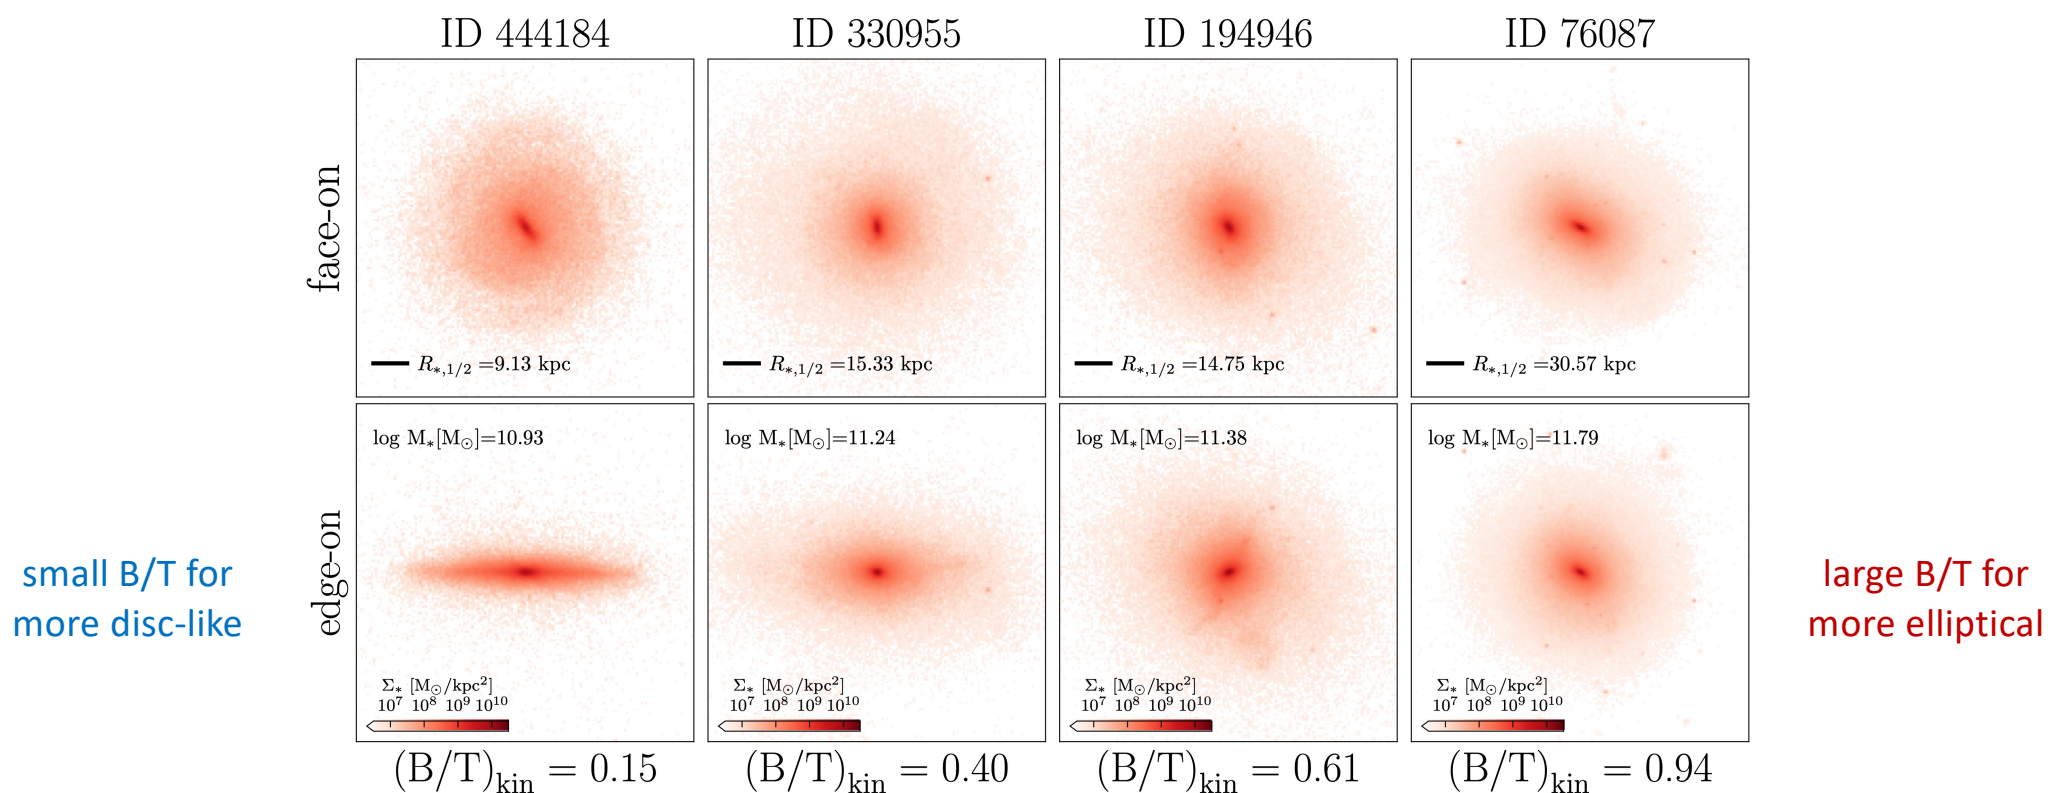 ID 444184
ID 330955
ID 194946
ID 76087
face-on
R*,1/2 =9.13 kpc
R*,1/2 =15.33 kpc
R*,1/2 =14.75 kpc
R*,1/2 =30.57 kpc
edge-on
log M*[M⊙]=10.93
log M*[M⊙]=11.24
log M*[M⊙]=11.38
log M*[M⊙]=11.79
small B/T for
more disc-like
large B/T for
more elliptical
Σ* [M⊙/kpc²]
10⁷ 10⁸ 10⁹ 10¹⁰
Σ* [M⊙/kpc²]
10⁷ 10⁸ 10⁹ 10¹⁰
Σ* [M⊙/kpc²]
10⁷ 10⁸ 10⁹ 10¹⁰
Σ* [M⊙/kpc²]
10⁷ 10⁸ 10⁹ 10¹⁰
(B/T)kin = 0.15
(B/T)kin = 0.40
(B/T)kin = 0.61
(B/T)kin = 0.94